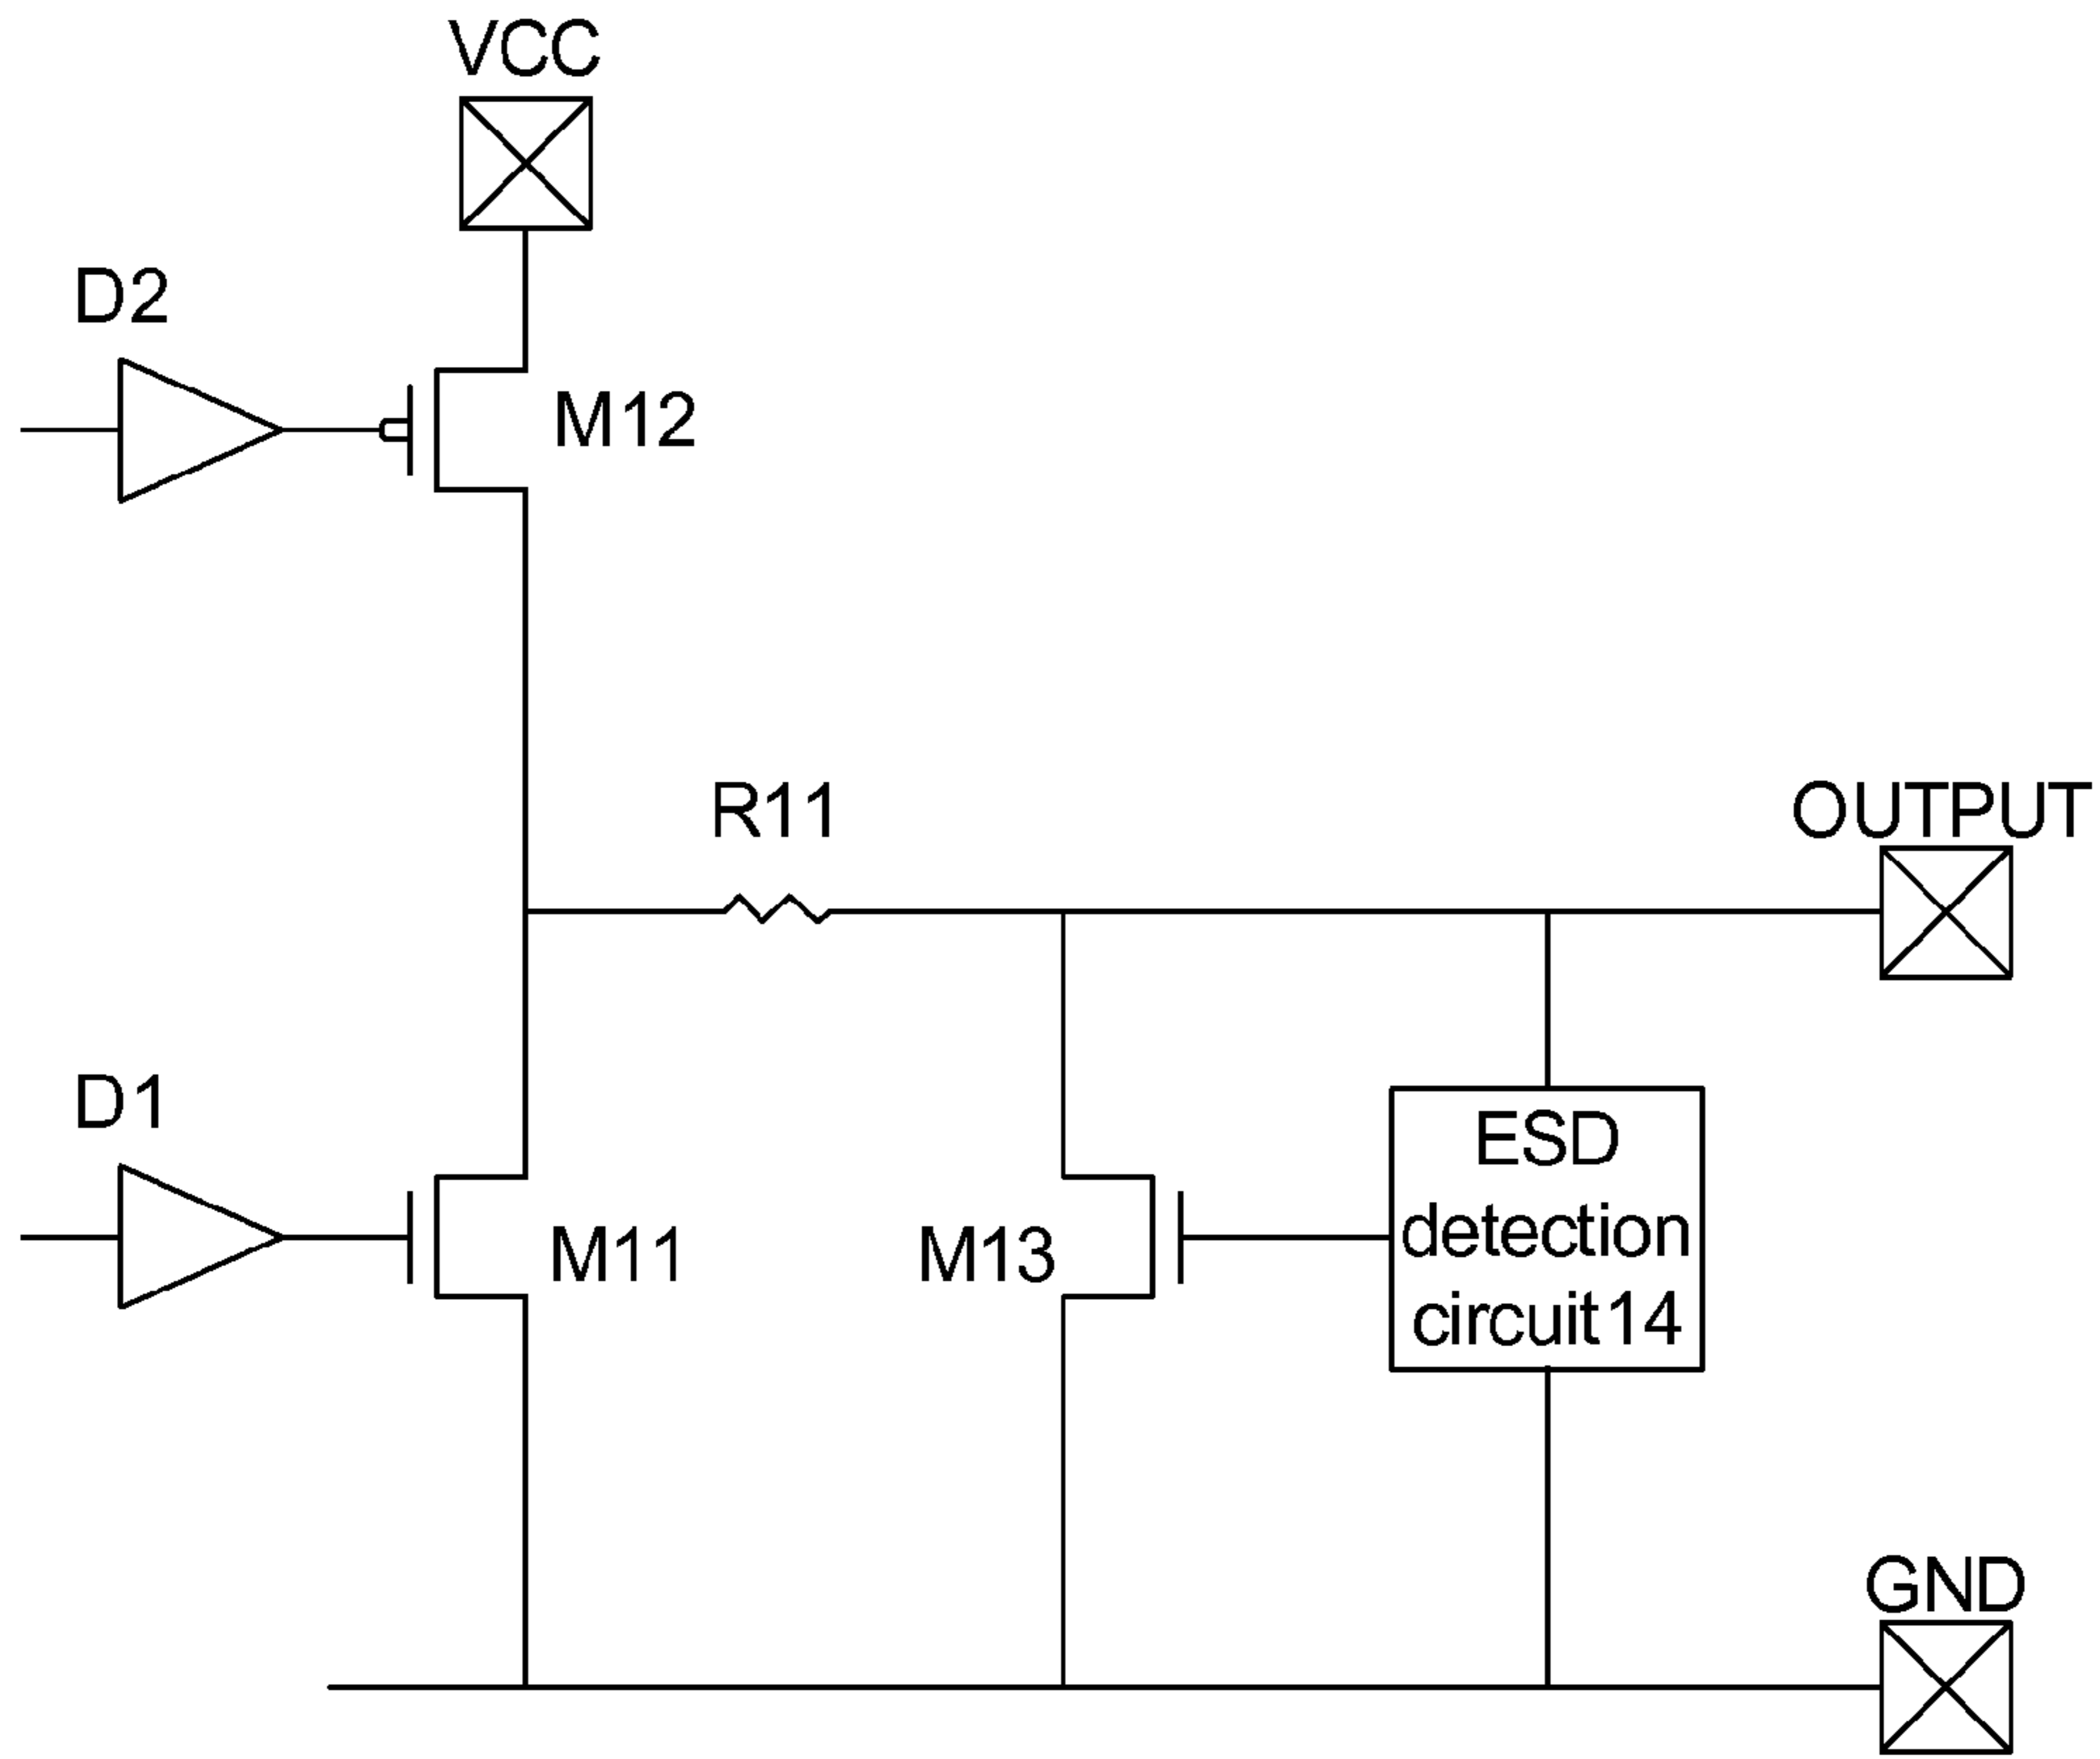 VCC
D2
M12
R11
OUTPUT
D1
M11
M13
ESD
detection
circuit14
GND